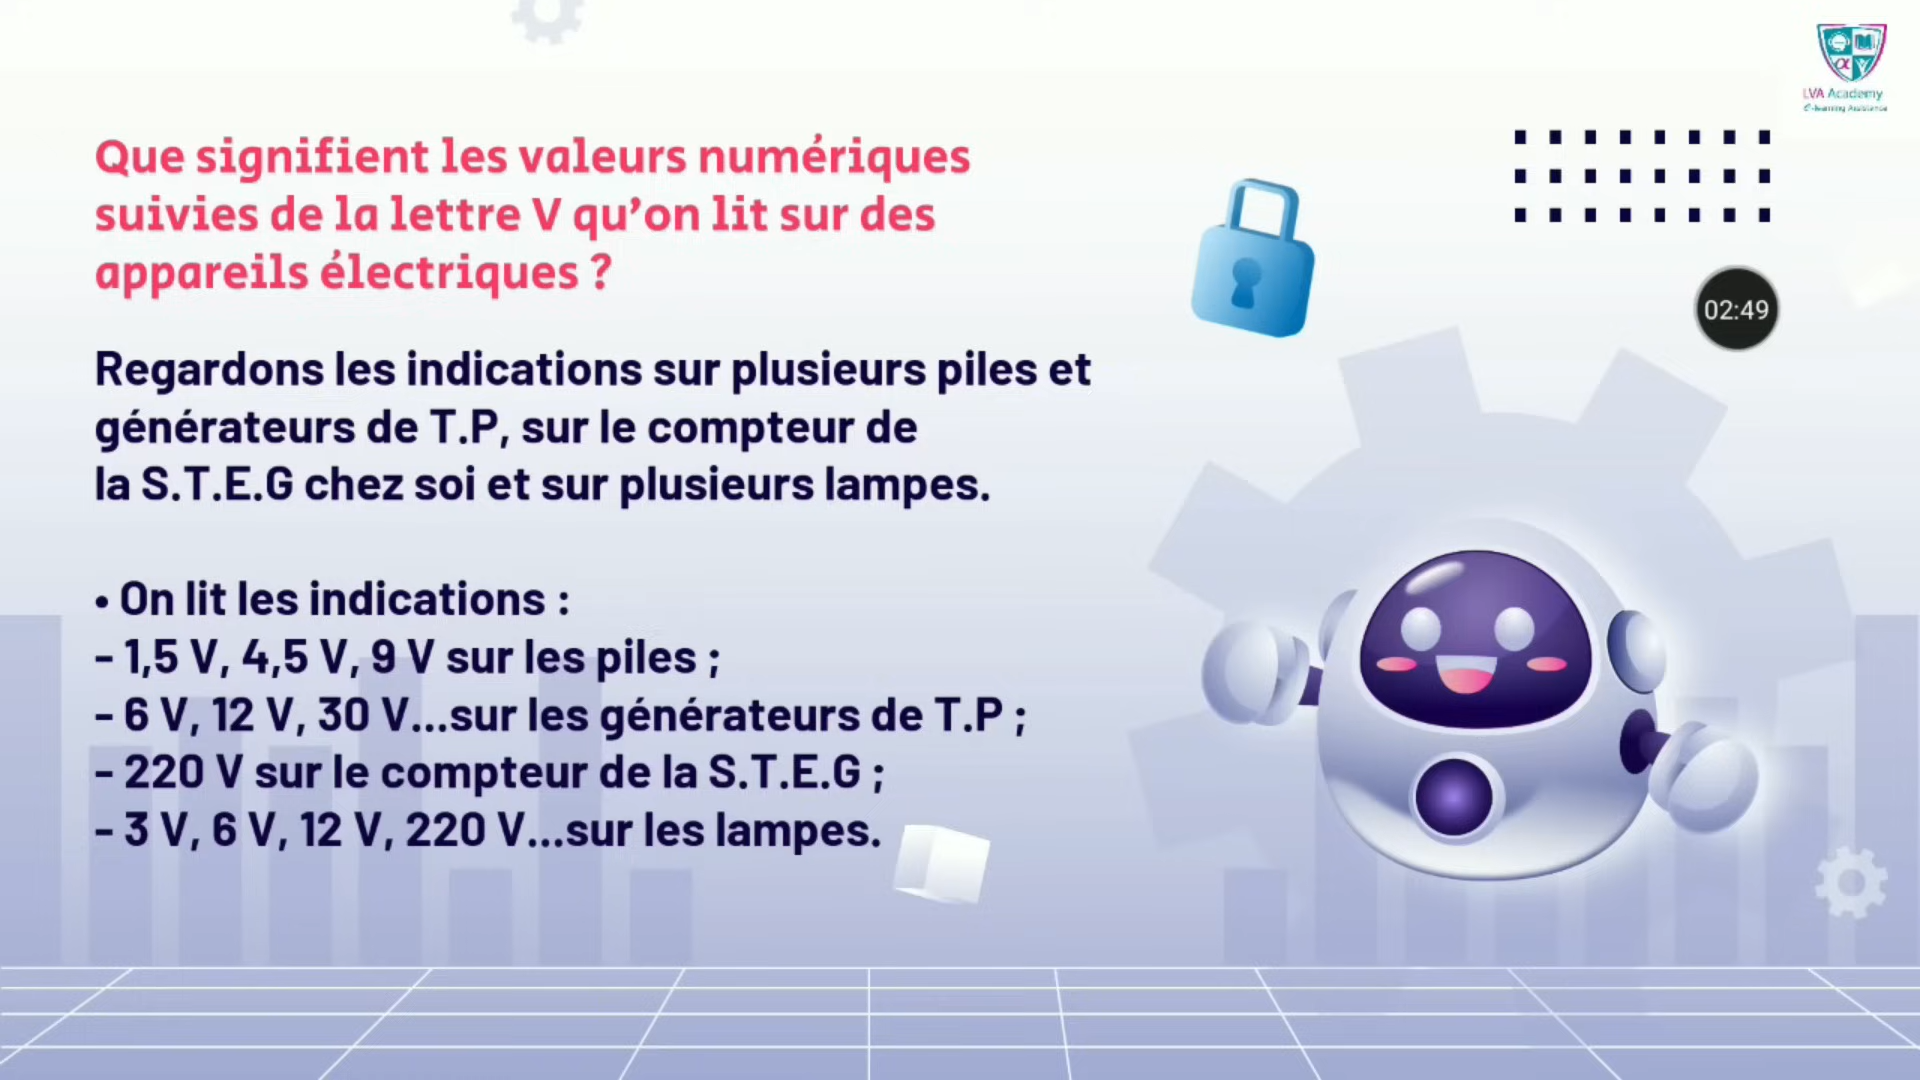 LVA Academy
Que signifient les valeurs numériques
suivies de la lettre V qu'on lit sur des
appareils électriques ?
02:49
Regardons les indications sur plusieurs piles et
générateurs de T.P, sur le compteur de
la S.T.E.G chez soi et sur plusieurs lampes.
• On lit les indications :
- 1,5 V, 4,5 V, 9 V sur les piles ;
- 6 V, 12 V, 30 V...sur les générateurs de T.P ;
- 220 V sur le compteur de la S.T.E.G ;
- 3 V, 6 V, 12 V, 220 V...sur les lampes.